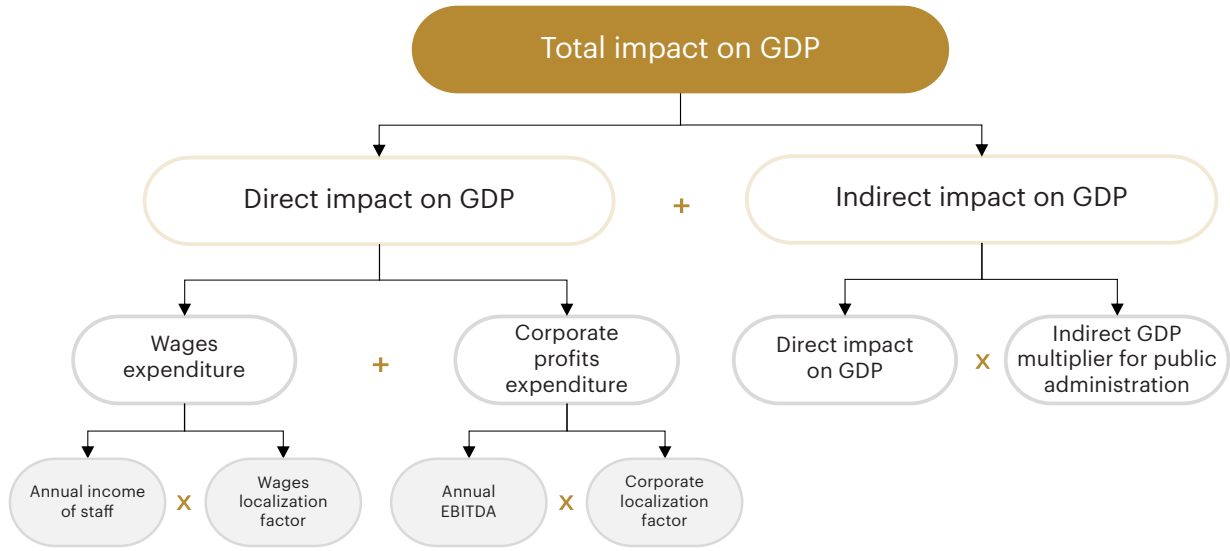 Total impact on GDP
Direct impact on GDP
+
Indirect impact on GDP
Wages
expenditure
+
Corporate
profits
expenditure
Direct impact
on GDP
x
Indirect GDP
multiplier for public
administration
Annual income
of staff
x
Wages
localization
factor
Annual
EBITDA
x
Corporate
localization
factor